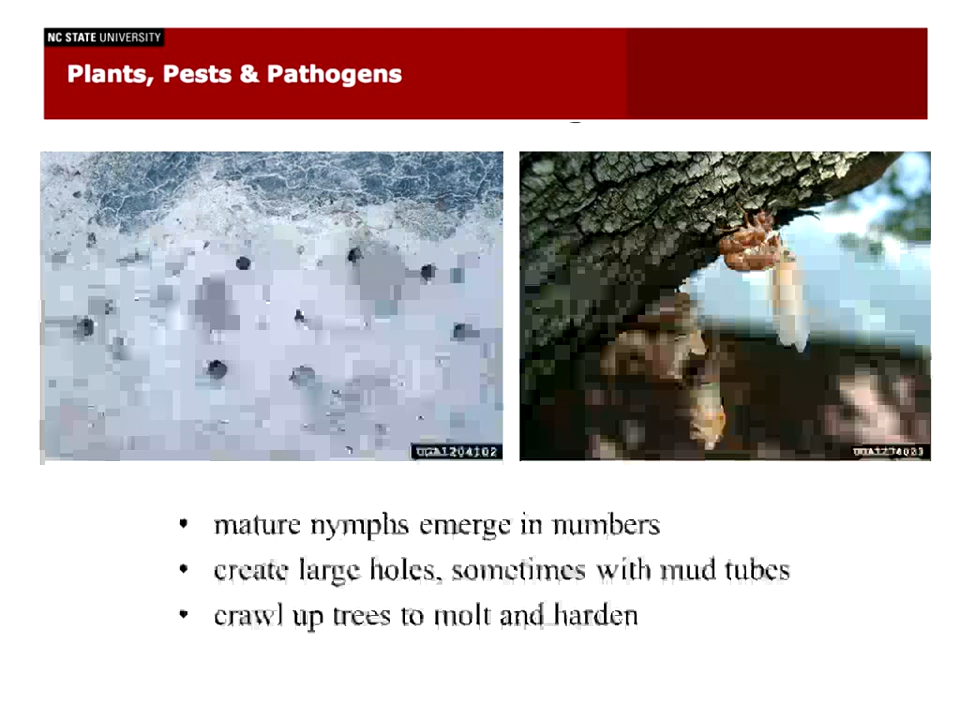 NC STATE UNIVERSITY
Plants, Pests & Pathogens
UGA1204102
• mature nymphs emerge in numbers
• create large holes, sometimes with mud tubes
• crawl up trees to molt and harden